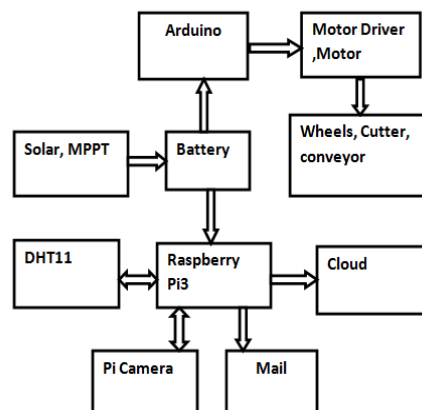 Arduino
Motor Driver
,Motor
Solar, MPPT
Battery
Wheels, Cutter,
conveyor
DHT11
Raspberry
Pi3
Cloud
Pi Camera
Mail